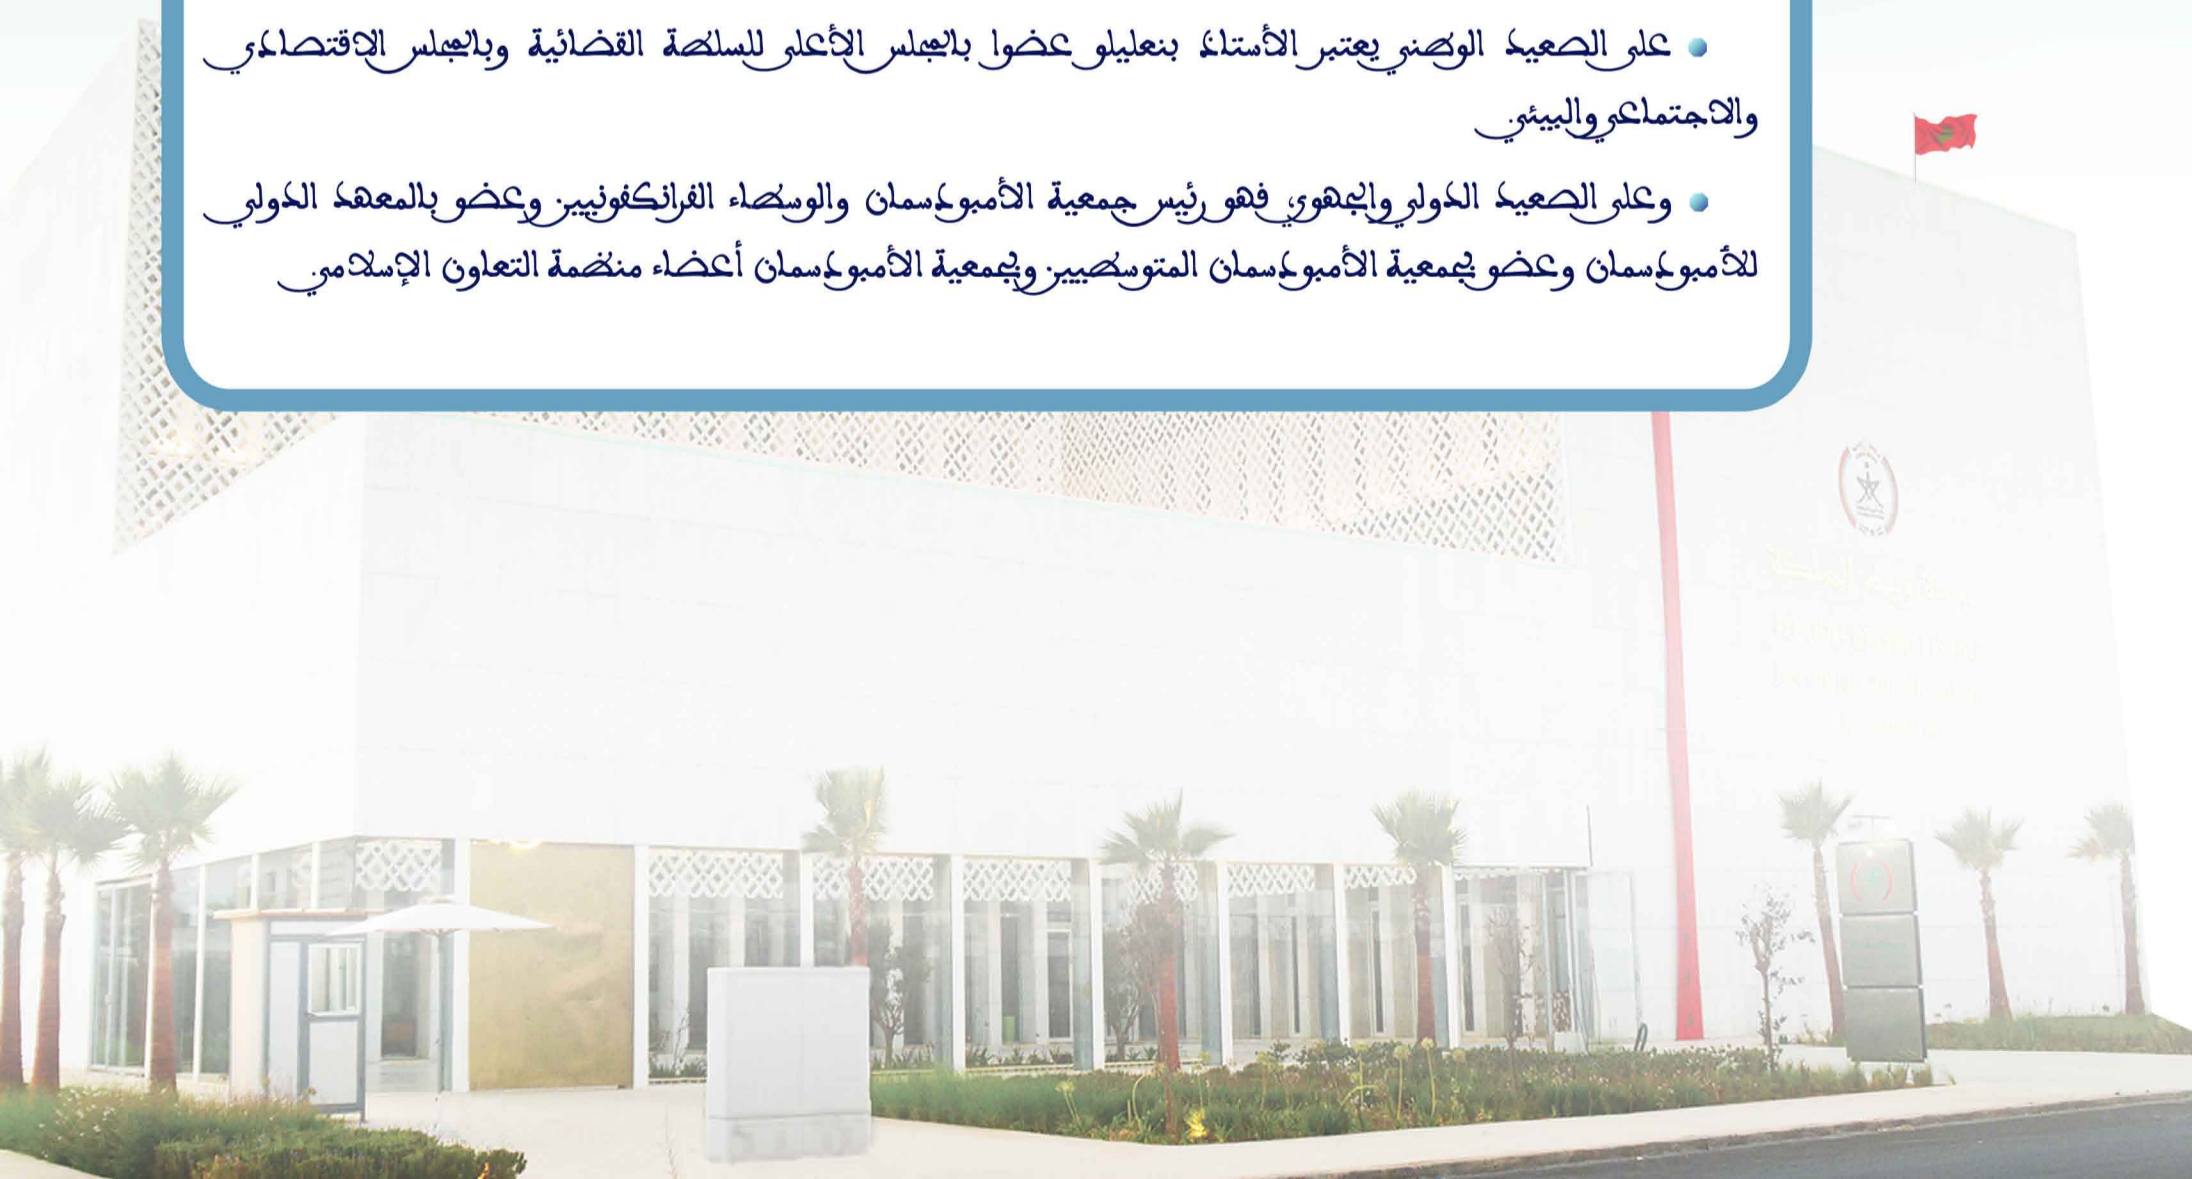 على الصعيد الوطني يعتبر الأستاذ بنعليلو عضوا بالمجلس الأعلى للسلطة القضائية وبالمجلس الاقتصادي
والاجتماعي والبيئي.
وعلى الصعيد الدولي والجهوي فهو رئيس جمعية الأمبودسمان والوسطاء الفرانكفونيين وعضو بالمعهد الدولي
للأمبودسمان وعضو بجمعية الأمبودسمان المتوسطيين وبجمعية الأمبودسمان أعضاء منظمة التعاون الإسلامي.